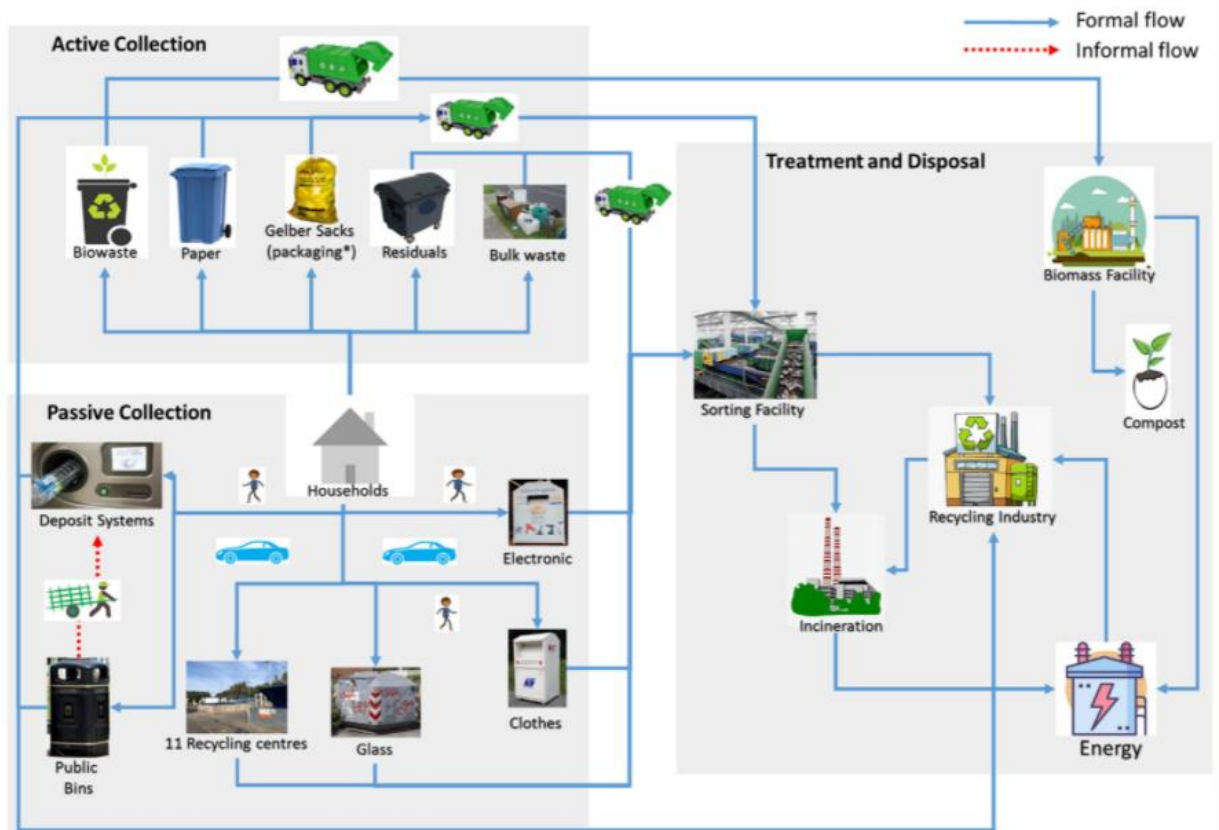 Formal flow
Informal flow
Active Collection
Biowaste
Paper
Gelber Sacks
(packaging*)
Residuals
Bulk waste
Treatment and Disposal
Biomass Facility
Compost
Sorting Facility
Recycling Industry
Incineration
Energy
Passive Collection
Households
Deposit Systems
Electronic
Public
Bins
11 Recycling centres
Glass
Clothes